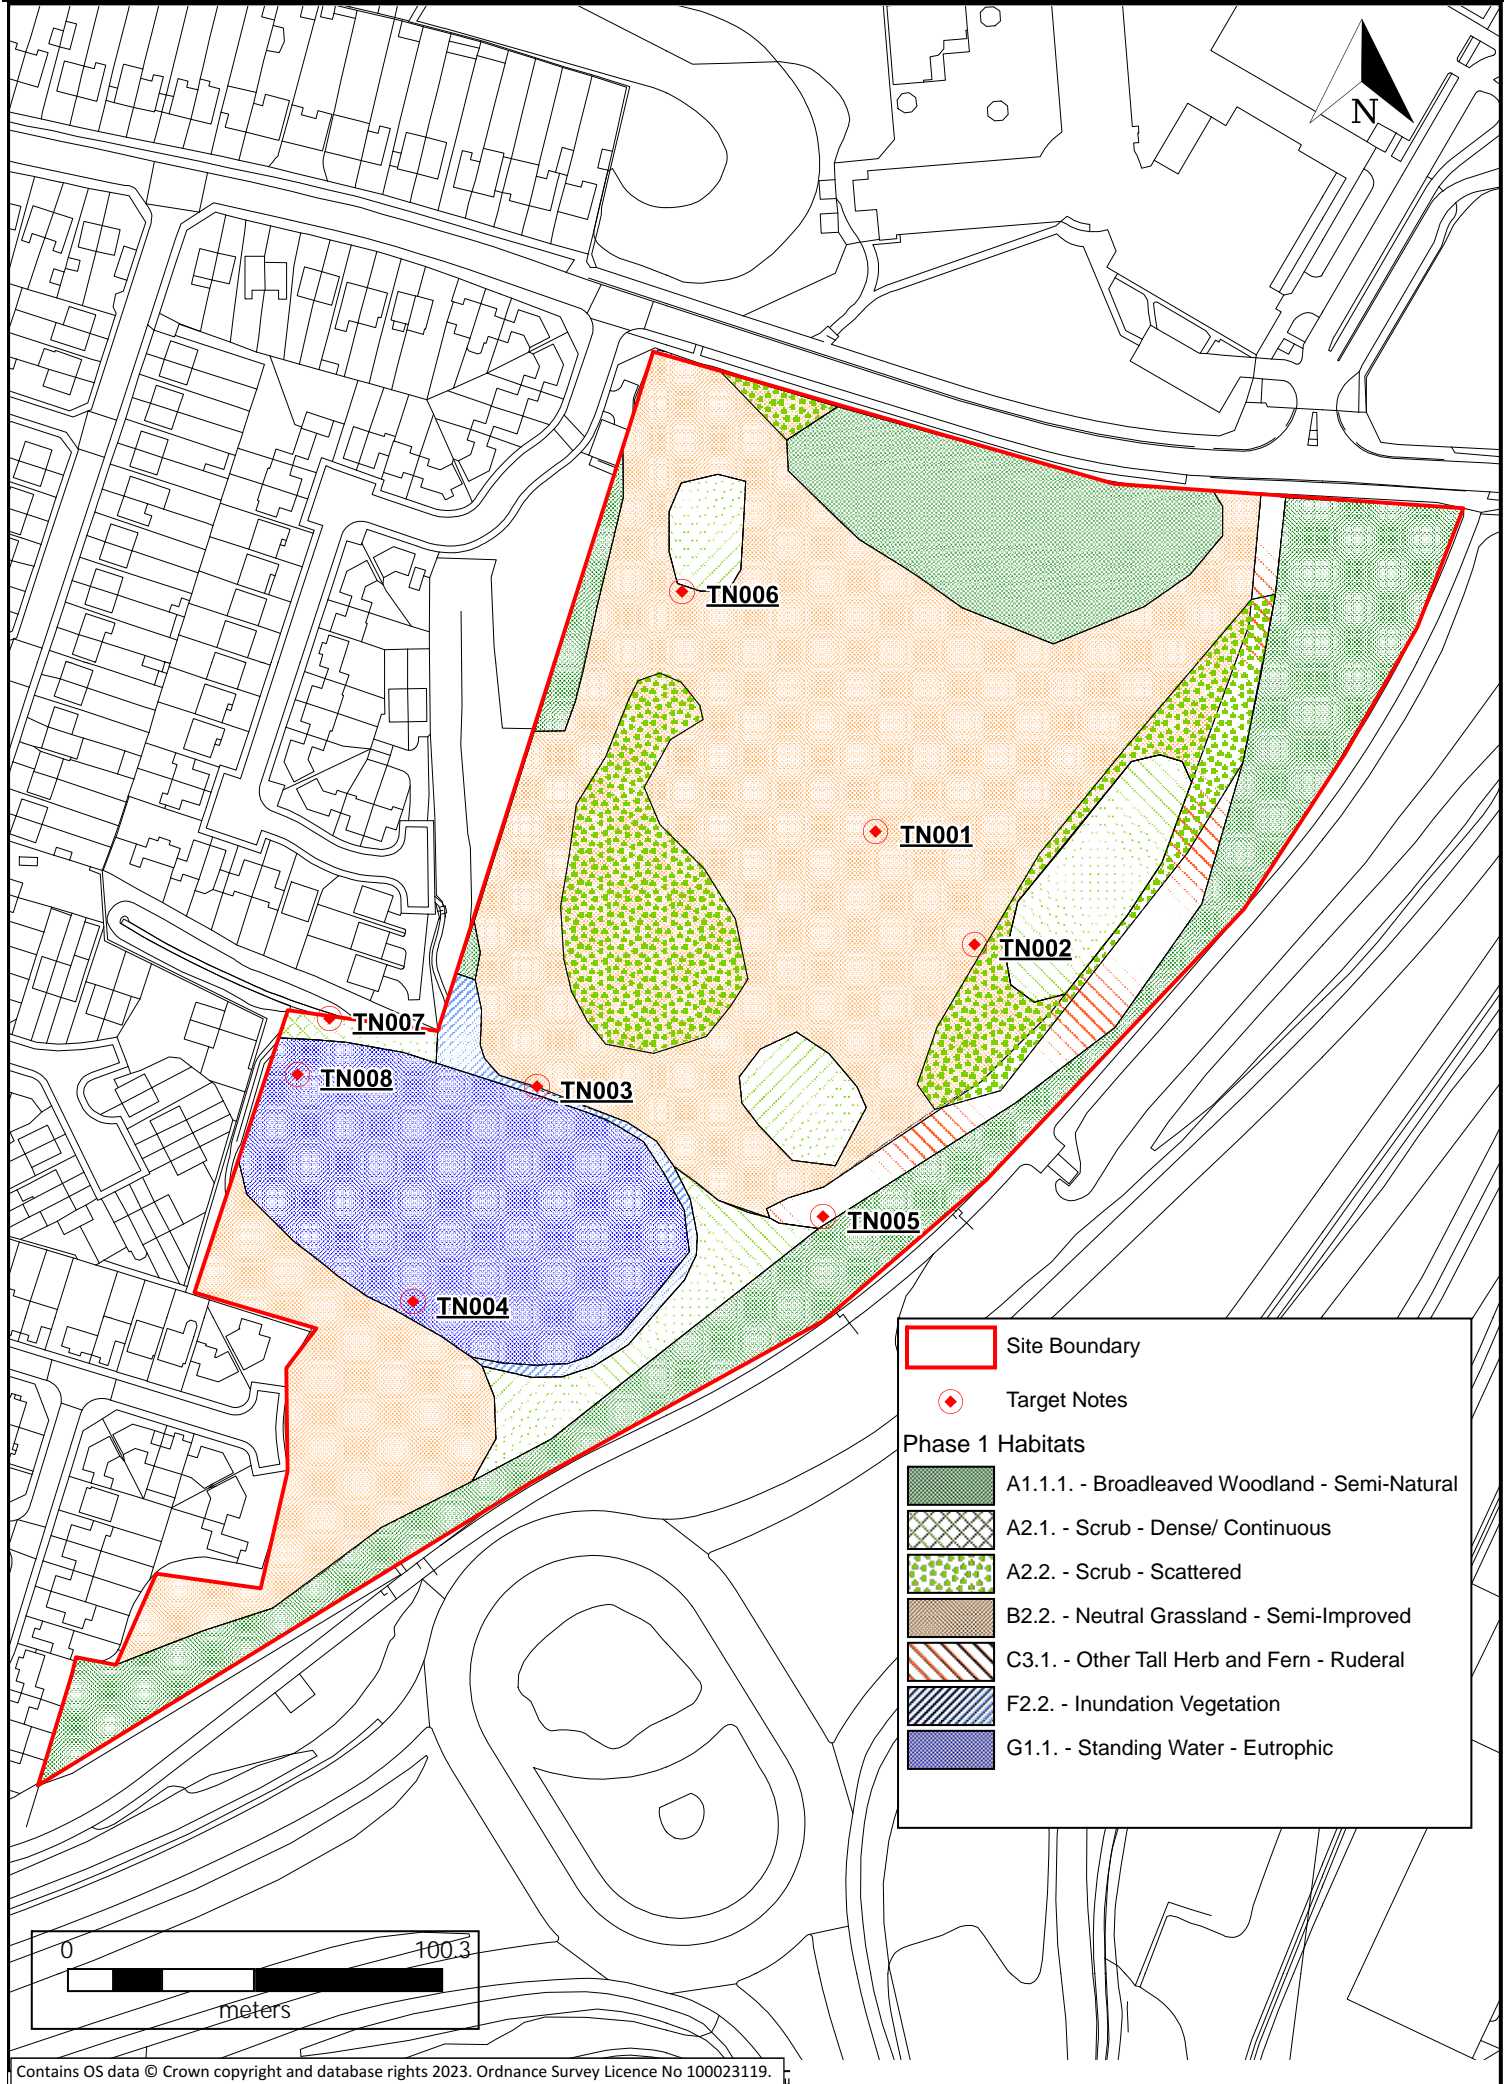 N
TN006
TN001
TN002
TN007
TN008
TN003
TN005
TN004
Site Boundary
Target Notes
Phase 1 Habitats
A1.1.1. - Broadleaved Woodland - Semi-Natural
A2.1. - Scrub - Dense/ Continuous
A2.2. - Scrub - Scattered
B2.2. - Neutral Grassland - Semi-Improved
C3.1. - Other Tall Herb and Fern - Ruderal
F2.2. - Inundation Vegetation
G1.1. - Standing Water - Eutrophic
0 100.3
meters
Contains OS data © Crown copyright and database rights 2023. Ordnance Survey Licence No 100023119.